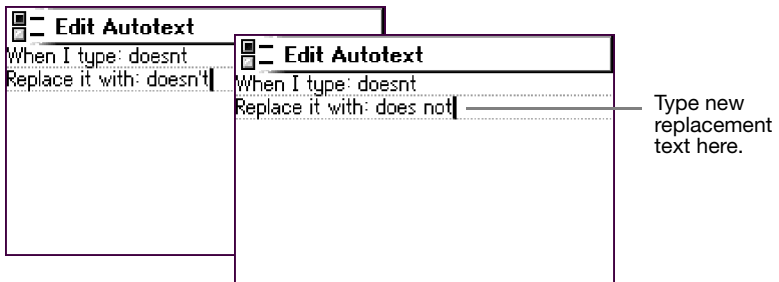 Edit Autotext
When I type: doesnt
Replace it with: doesn't
Edit Autotext
When I type: doesnt
Replace it with: does not
Type new
replacement
text here.